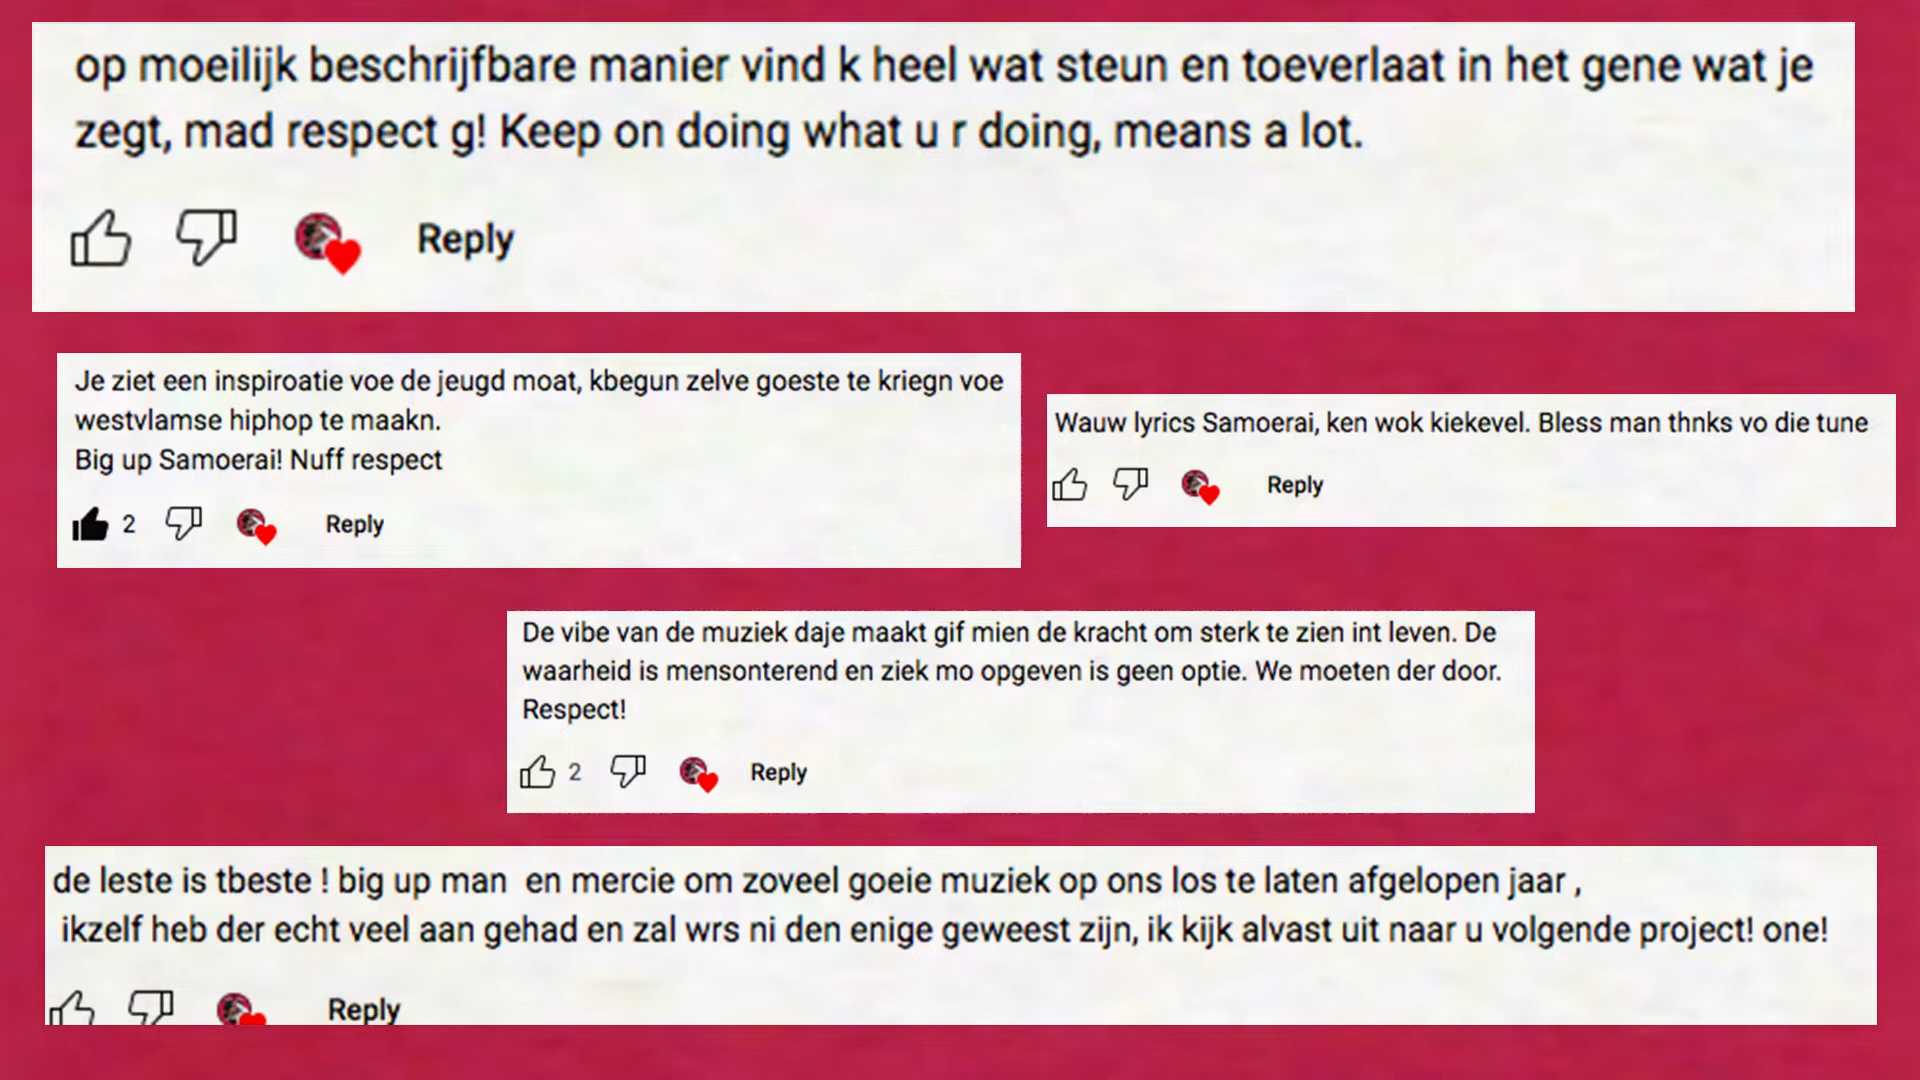 op moeilijk beschrijfbare manier vind k heel wat steun en toeverlaat in het gene wat je
zegt, mad respect g! Keep on doing what u r doing, means a lot.
Reply
Je ziet een inspiroatie voe de jeugd moat, kbegun zelve goeste te kriegn voe
westvlamse hiphop te maakn.
Big up Samoerai! Nuff respect
2 Reply
Wauw lyrics Samoerai, ken wok kiekevel. Bless man thnks vo die tune
Reply
De vibe van de muziek daje maakt gif mien de kracht om sterk te zien int leven. De
waarheid is mensonterend en ziek mo opgeven is geen optie. We moeten der door.
Respect!
2 Reply
de leste is tbeste ! big up man  en mercie om zoveel goeie muziek op ons los te laten afgelopen jaar ,
ikzelf heb der echt veel aan gehad en zal wrs ni den enige geweest zijn, ik kijk alvast uit naar u volgende project! one!
Reply